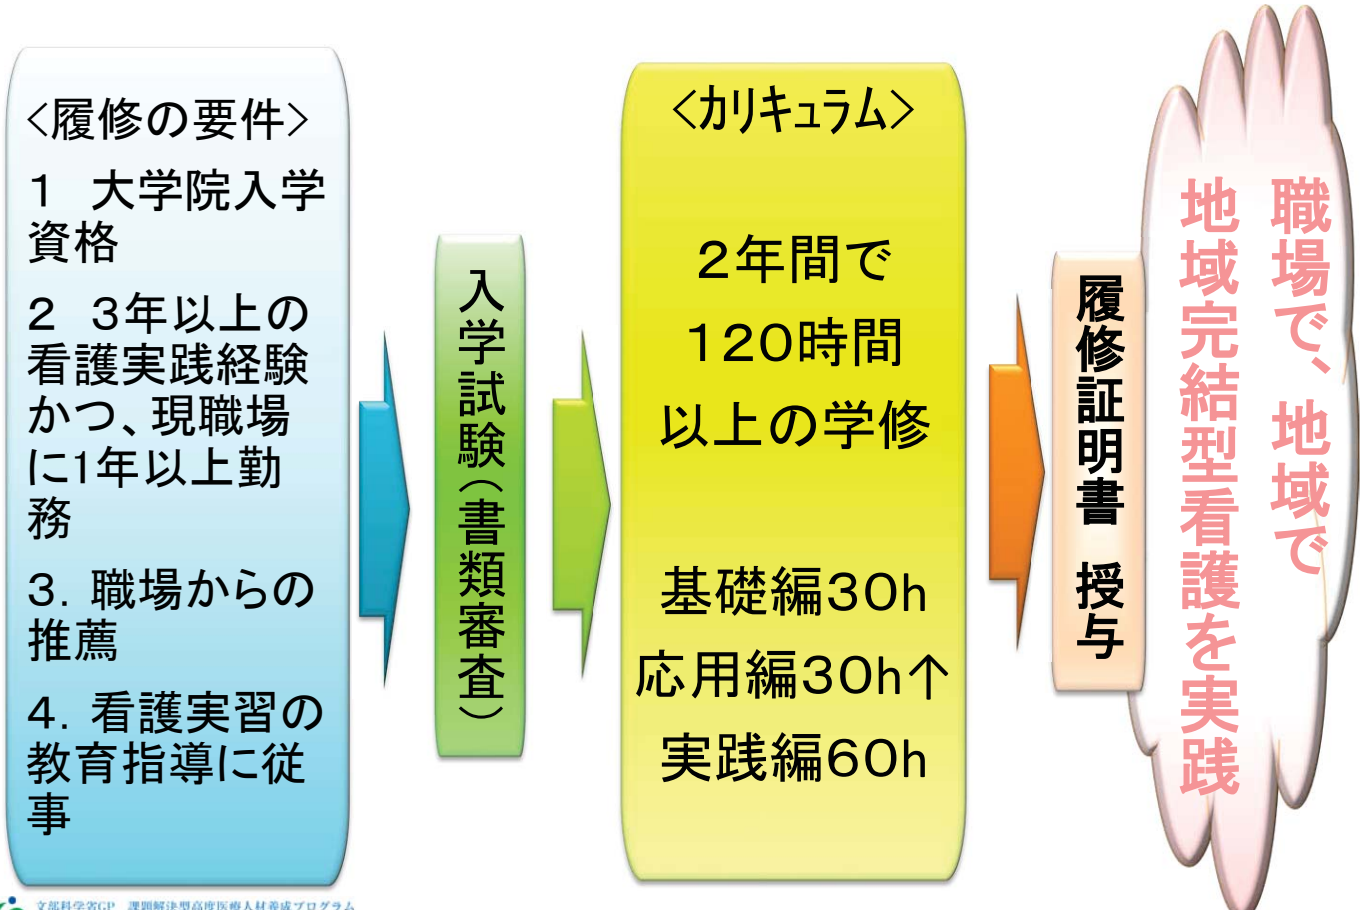 <履修の要件>
1　大学院入学
資格
2　3年以上の
看護実践経験
かつ、現職場
に1年以上勤
務
3．職場からの
推薦
4．看護実習の
教育指導に従
事
入学試験（書類審査）
<カリキュラム>
2年間で
120時間
以上の学修
基礎編30h
応用編30h↑
実践編60h
履修証明書　授与
職場で、地域で
地域完結型看護を実践
文部科学省GP　課題解決型高度医療人材養成プログラム